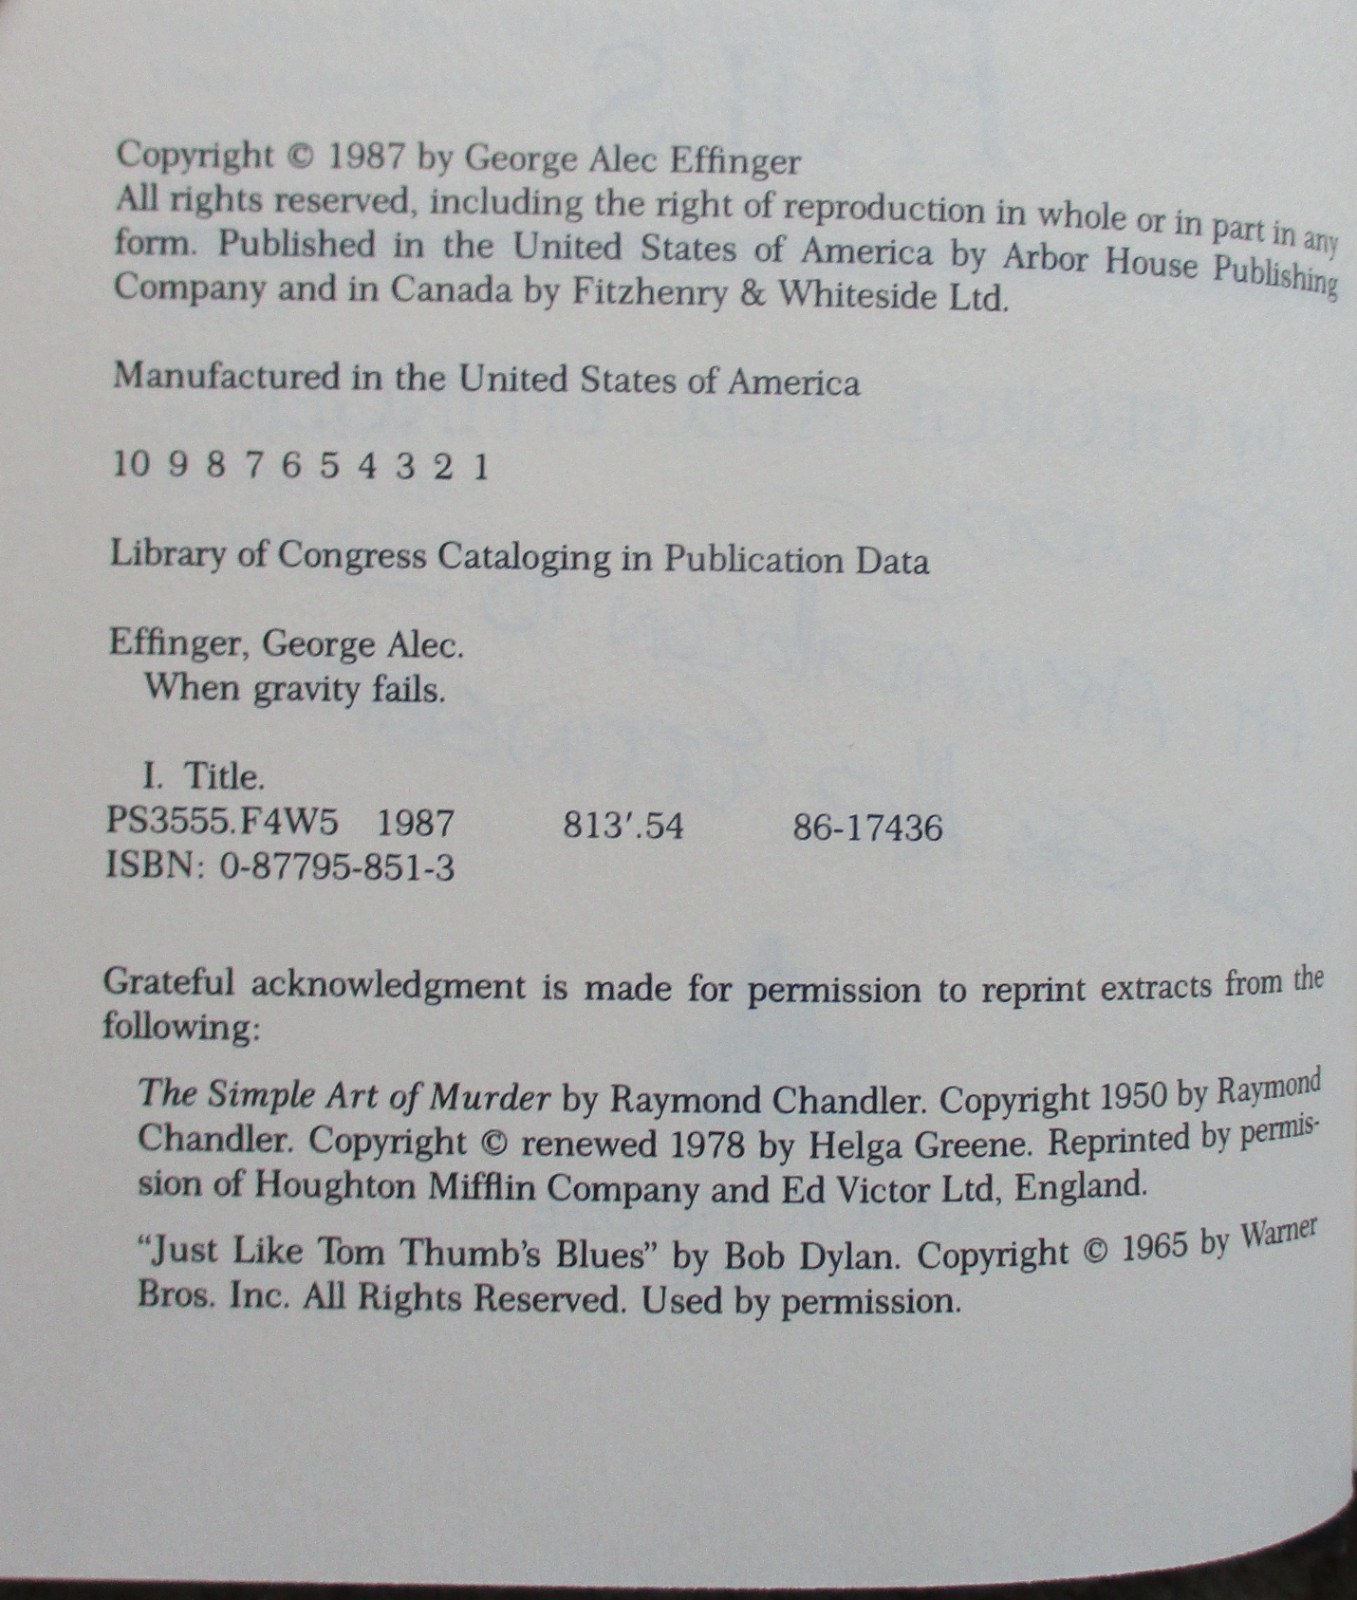 Copyright © 1987 by George Alec Effinger
All rights reserved, including the right of reproduction in whole or in part in any
form. Published in the United States of America by Arbor House Publishing
Company and in Canada by Fitzhenry & Whiteside Ltd.
Manufactured in the United States of America
10 9 8 7 6 5 4 3 2 1
Library of Congress Cataloging in Publication Data
Effinger, George Alec.
When gravity fails.
I. Title.
PS3555.F4W5 1987 813′.54 86-17436
ISBN: 0-87795-851-3
Grateful acknowledgment is made for permission to reprint extracts from the
following:
The Simple Art of Murder by Raymond Chandler. Copyright 1950 by Raymond
Chandler. Copyright © renewed 1978 by Helga Greene. Reprinted by permis-
sion of Houghton Mifflin Company and Ed Victor Ltd, England.
“Just Like Tom Thumb’s Blues” by Bob Dylan. Copyright © 1965 by Warner
Bros. Inc. All Rights Reserved. Used by permission.